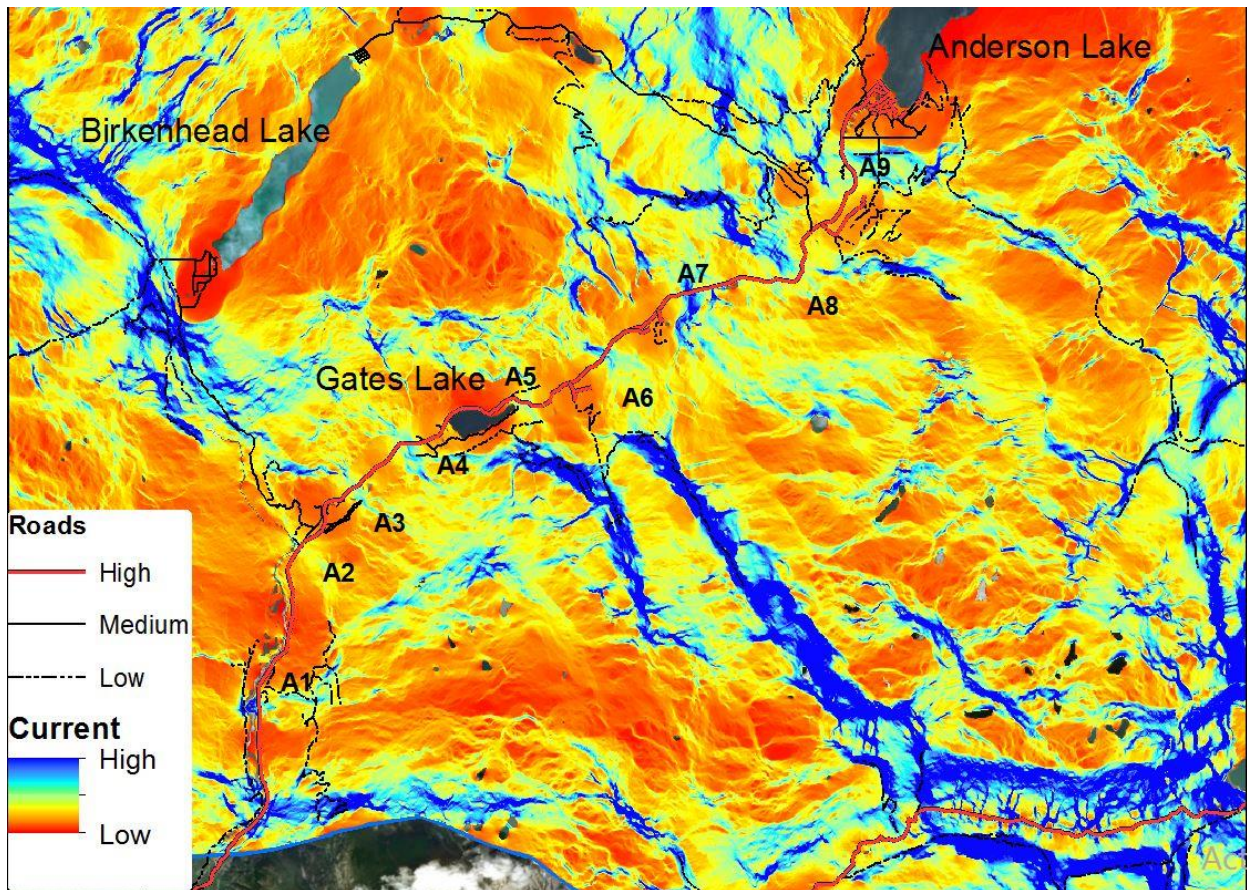 Anderson Lake
Birkenhead Lake
A9
A7
A8
Gates Lake
A5
A6
A4
A3
A2
A1
Roads
High
Medium
Low
Current
High
Low